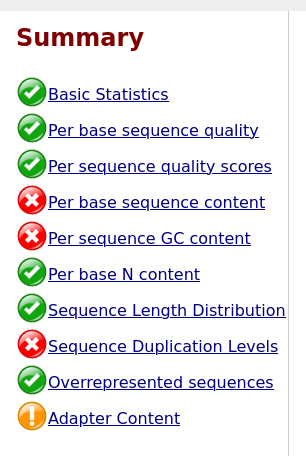 Summary
Basic Statistics
Per base sequence quality
Per sequence quality scores
Per base sequence content
Per sequence GC content
Per base N content
Sequence Length Distribution
Sequence Duplication Levels
Overrepresented sequences
Adapter Content